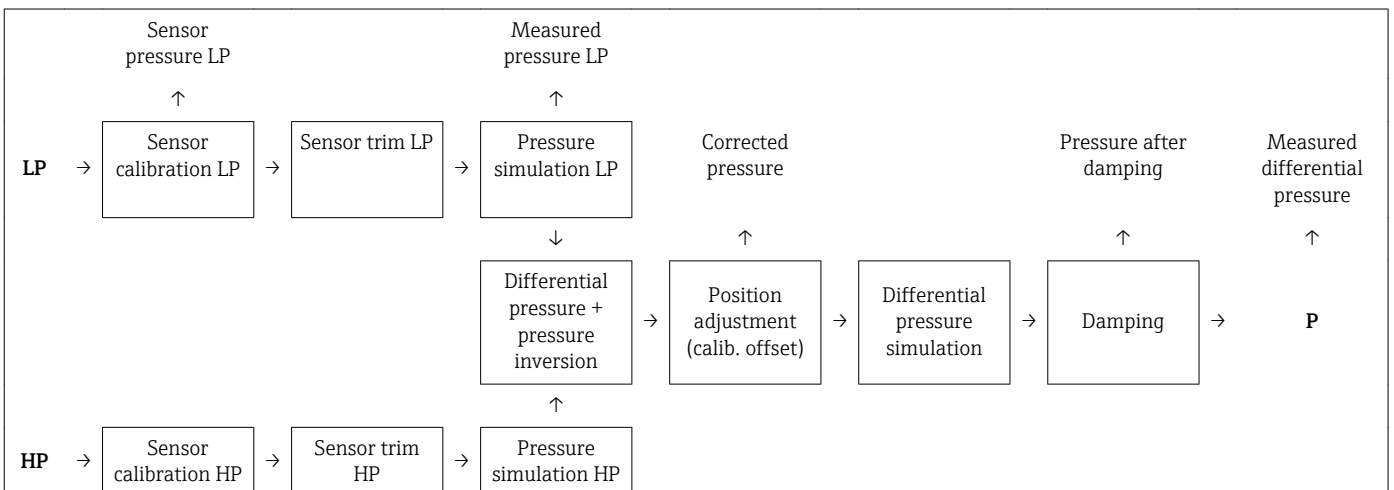 Sensor
pressure LP
Measured
pressure LP
↑
↑
LP → Sensor
calibration LP → Sensor trim LP → Pressure
simulation LP
Corrected
pressure
Pressure after
damping
Measured
differential
pressure
↓
↑
↑
↑
Differential
pressure +
pressure
inversion
→
Position
adjustment
(calib. offset)
→
Differential
pressure
simulation
→
Damping
→
P
↑
HP → Sensor
calibration HP → Sensor trim
HP → Pressure
simulation HP